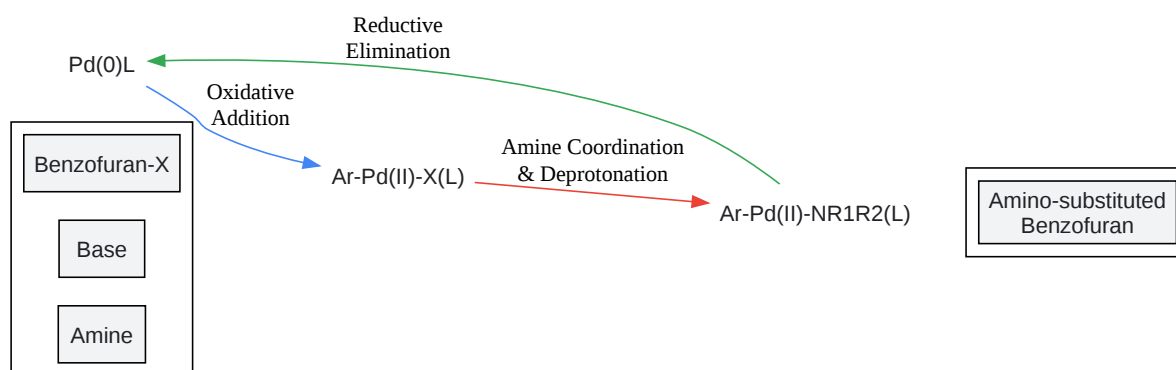 Reductive
Elimination
Pd(0)L
Oxidative
Addition
Benzofuran-X
Ar-Pd(II)-X(L)
Amine Coordination
& Deprotonation
Ar-Pd(II)-NR1R2(L)
Amino-substituted
Benzofuran
Base
Amine